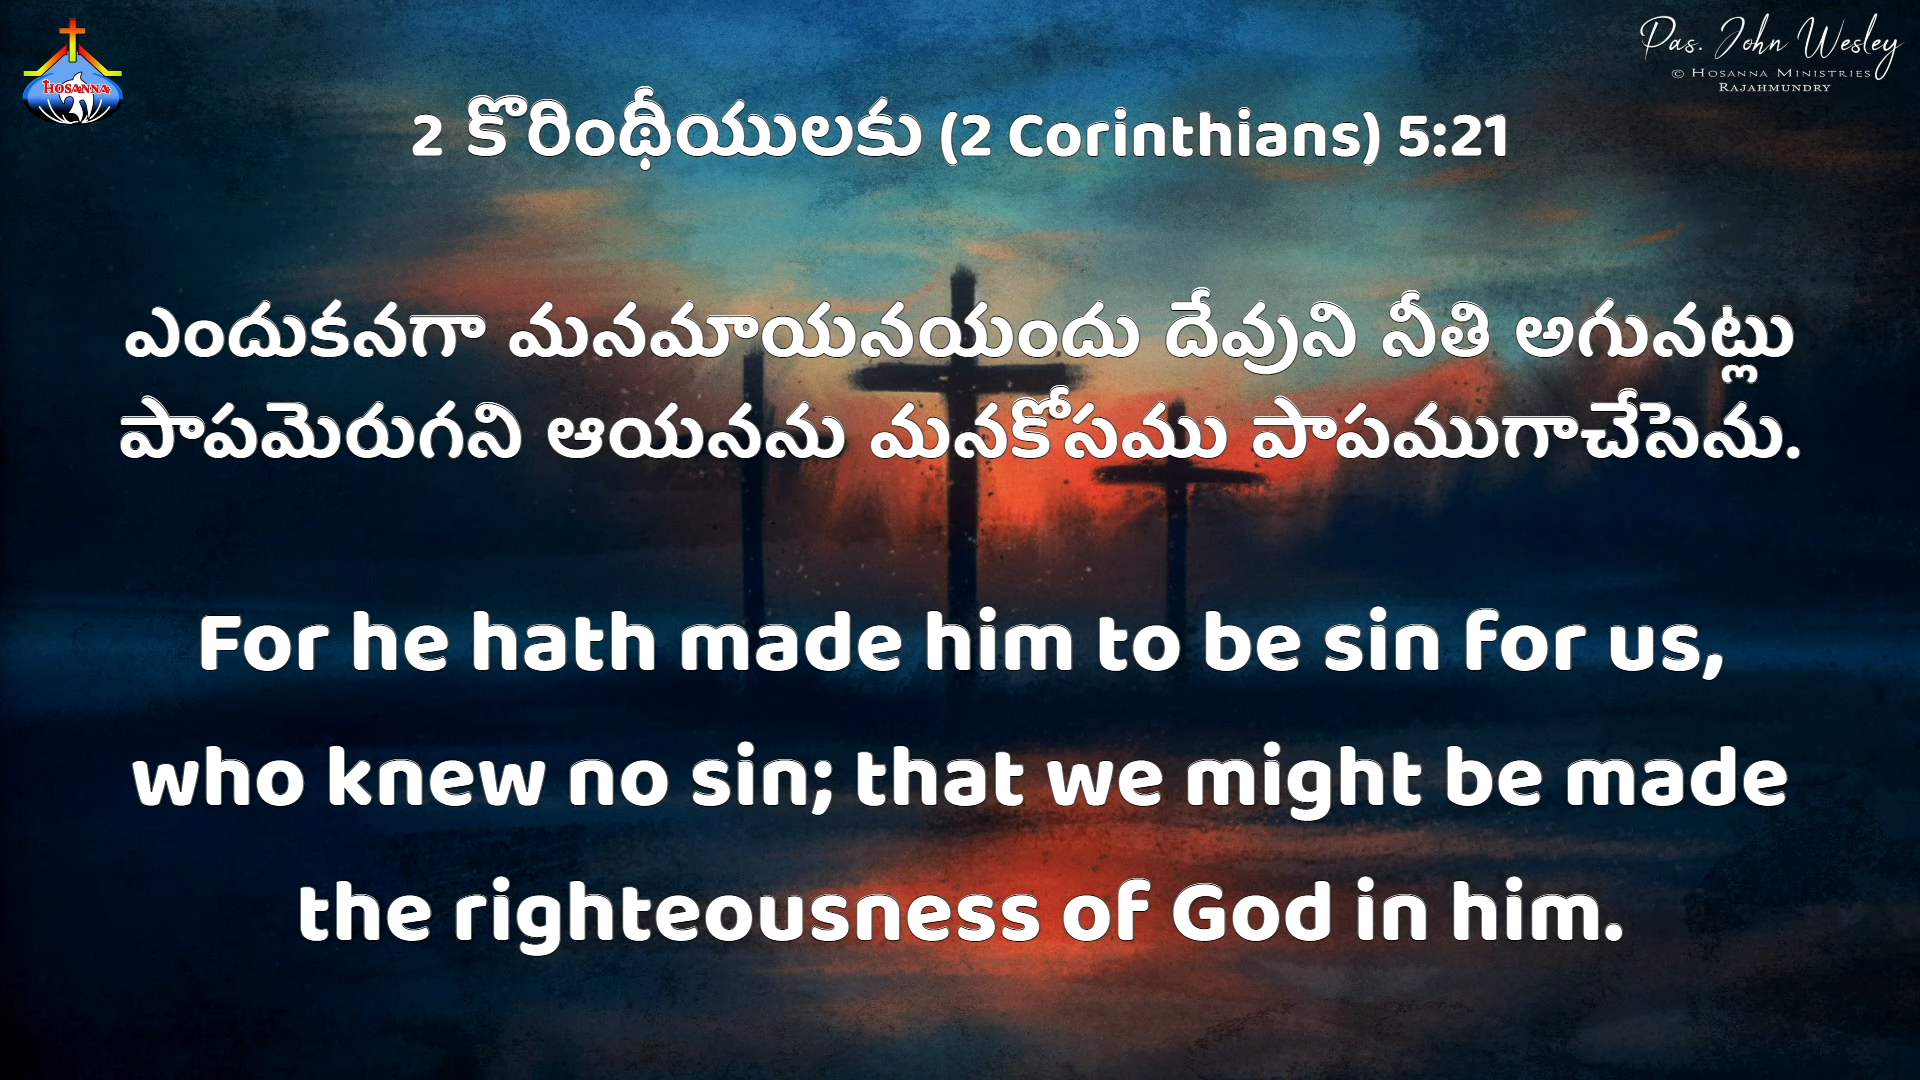 HOSANNA
Pas. John Wesley
© Hosanna Ministries
Rajahmundry
2 కొరింథీయులకు (2 Corinthians) 5:21
ఎందుకనగా మనమాయనయందు దేవుని నీతి అగునట్లు
పాపమెరుగని ఆయనను మనకోసము పాపముగాచేసెను.
For he hath made him to be sin for us,
who knew no sin; that we might be made
the righteousness of God in him.